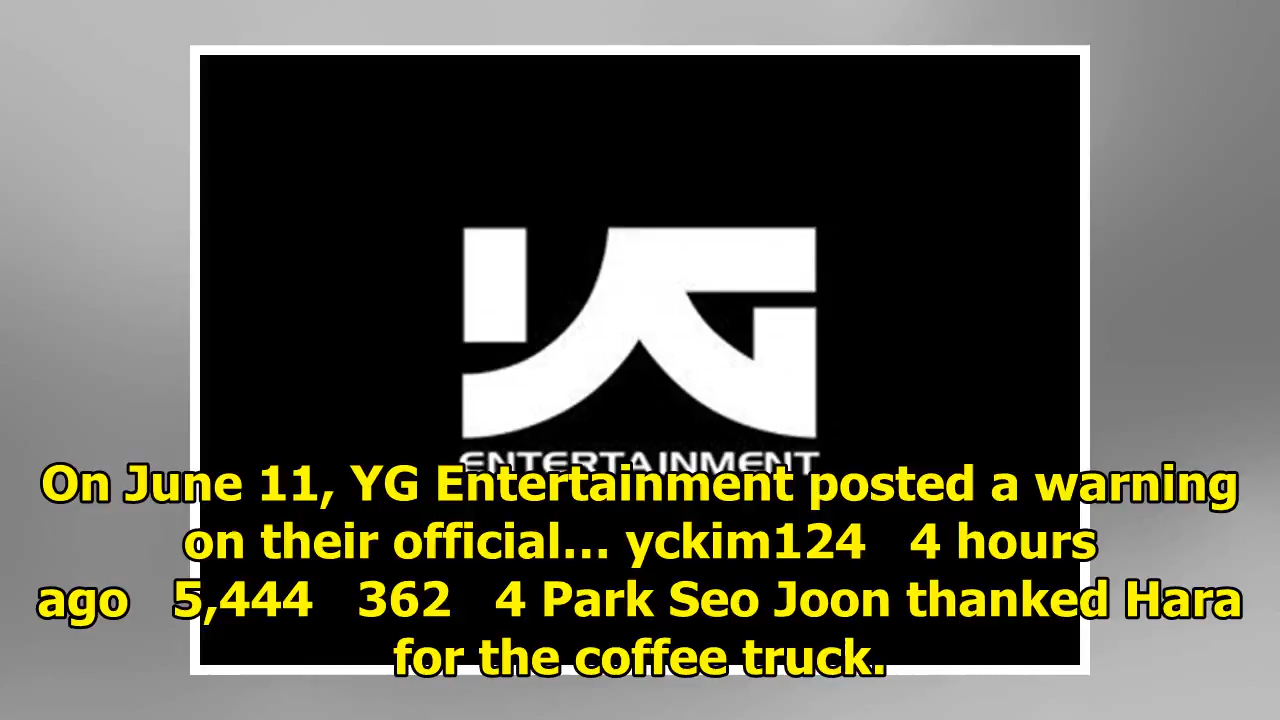 YG
ENTERTAINMENT
On June 11, YG Entertainment posted a warning
on their official... yckim124 4 hours
ago 5,444 362 4 Park Seo Joon thanked Hara
for the coffee truck.